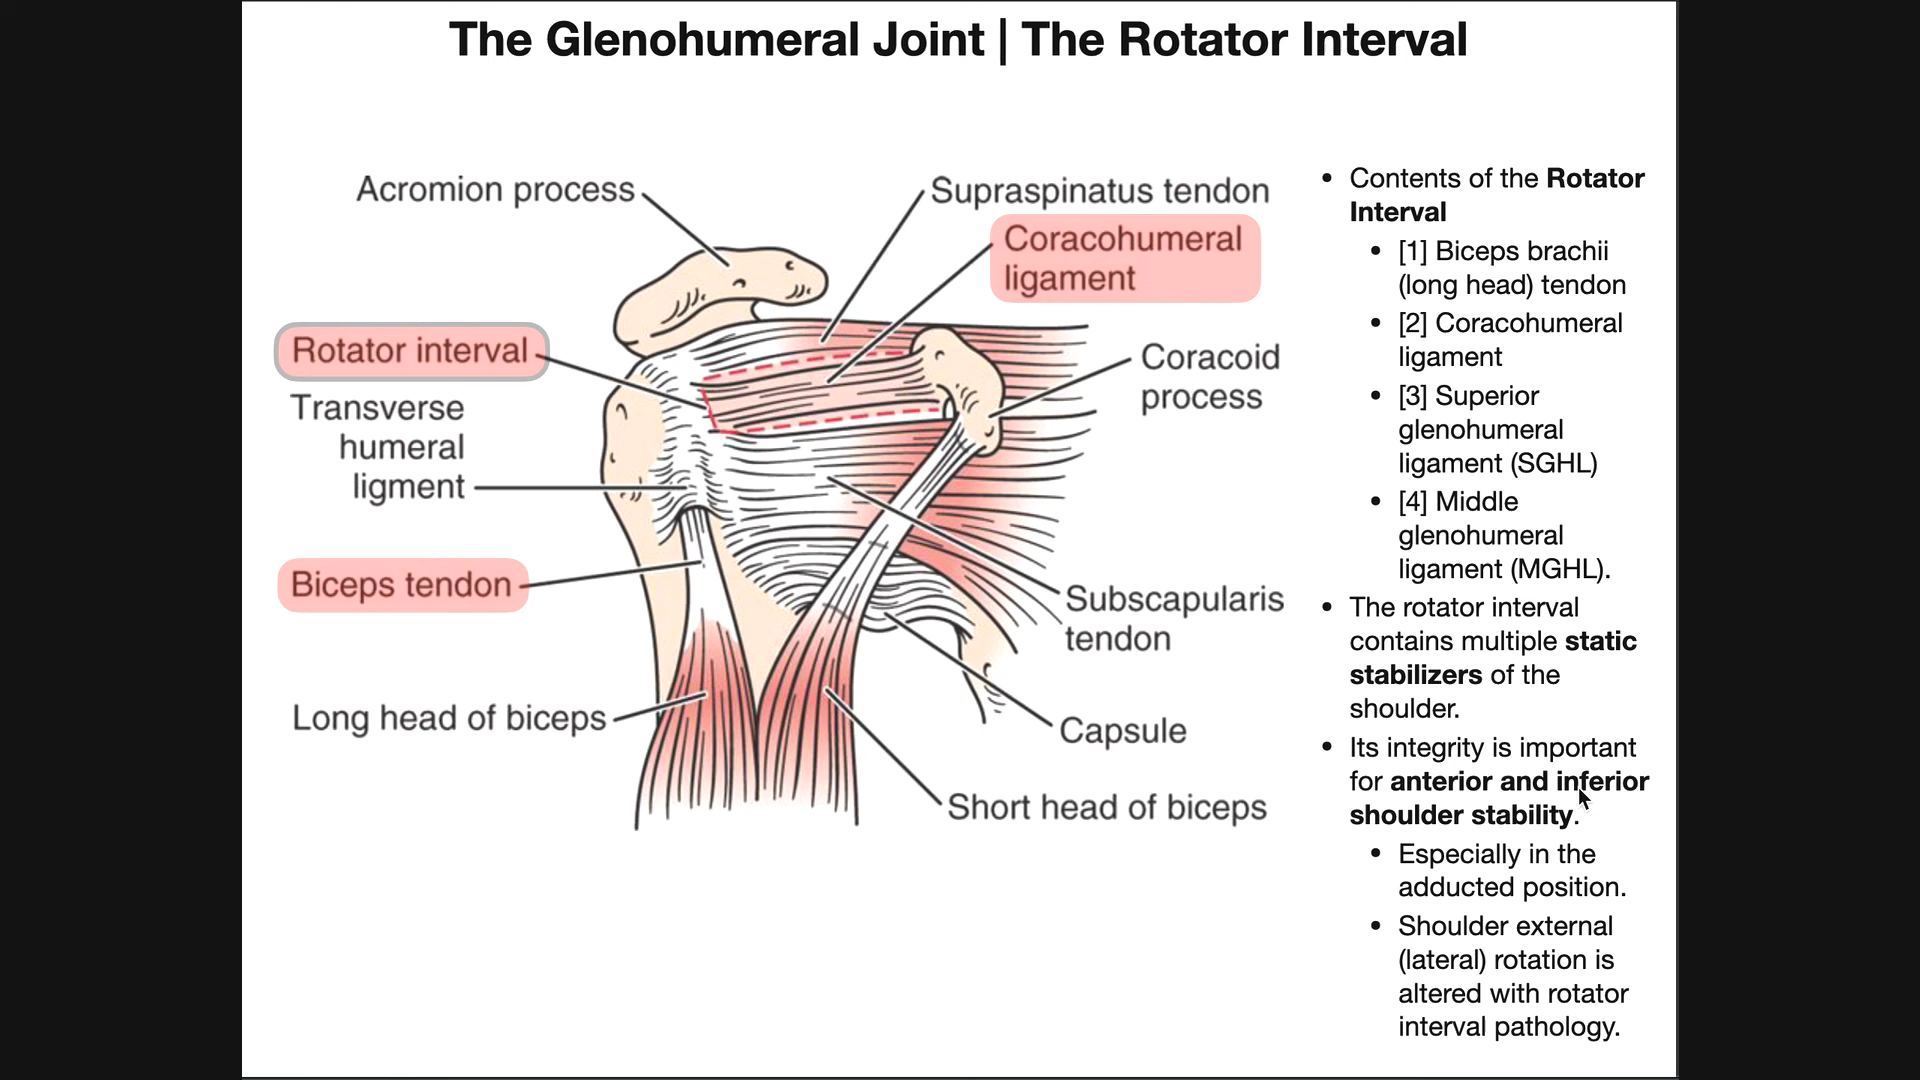 The Glenohumeral Joint | The Rotator Interval
Acromion process
Supraspinatus tendon
Coracohumeral
ligament
Rotator interval
Coracoid
process
Transverse
humeral
ligment
Biceps tendon
Subscapularis
tendon
Long head of biceps
Capsule
Short head of biceps
• Contents of the Rotator
Interval
• [1] Biceps brachii
(long head) tendon
• [2] Coracohumeral
ligament
• [3] Superior
glenohumeral
ligament (SGHL)
• [4] Middle
glenohumeral
ligament (MGHL).
• The rotator interval
contains multiple static
stabilizers of the
shoulder.
• Its integrity is important
for anterior and inferior
shoulder stability.
• Especially in the
adducted position.
• Shoulder external
(lateral) rotation is
altered with rotator
interval pathology.